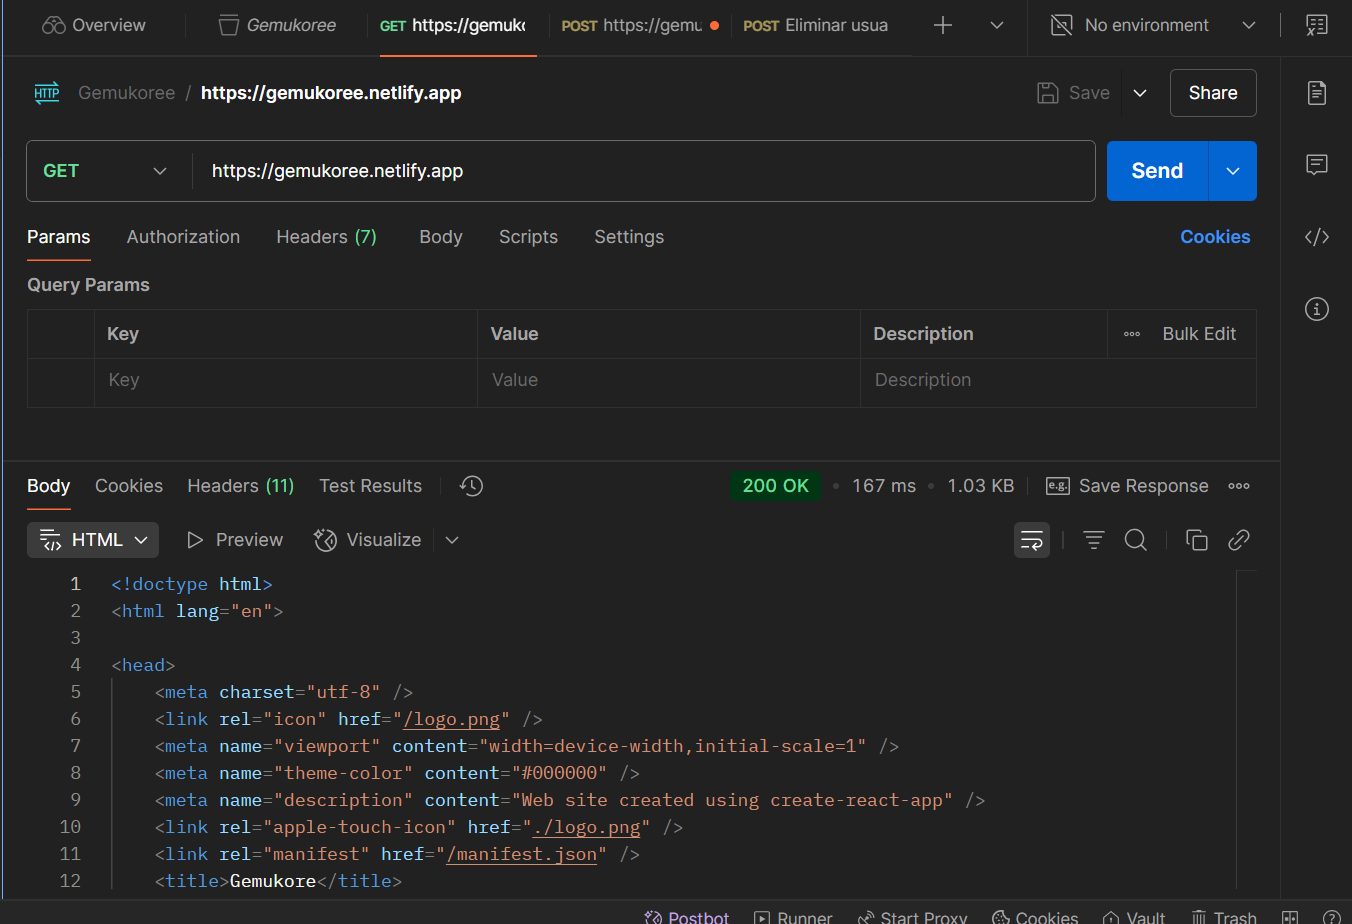 Overview
Gemukoree
GET https://gemuko
POST https://gemu
POST Eliminar usua
No environment
HTTP Gemukoree / https://gemukoree.netlify.app
Save
Share
GET https://gemukoree.netlify.app
Send
Params Authorization Headers (7) Body Scripts Settings Cookies
Query Params
Key Value Description Bulk Edit
Key Value Description
Body Cookies Headers (11) Test Results 200 OK 167 ms 1.03 KB e.g. Save Response
HTML Preview Visualize
1 <!doctype html>
2 <html lang="en">
3
4 <head>
5 <meta charset="utf-8" />
6 <link rel="icon" href="/logo.png" />
7 <meta name="viewport" content="width=device-width,initial-scale=1" />
8 <meta name="theme-color" content="#000000" />
9 <meta name="description" content="Web site created using create-react-app" />
10 <link rel="apple-touch-icon" href="./logo.png" />
11 <link rel="manifest" href="/manifest.json" />
12 <title>Gemukore</title>
Postbot Runner Start Proxy Cookies Vault Trash